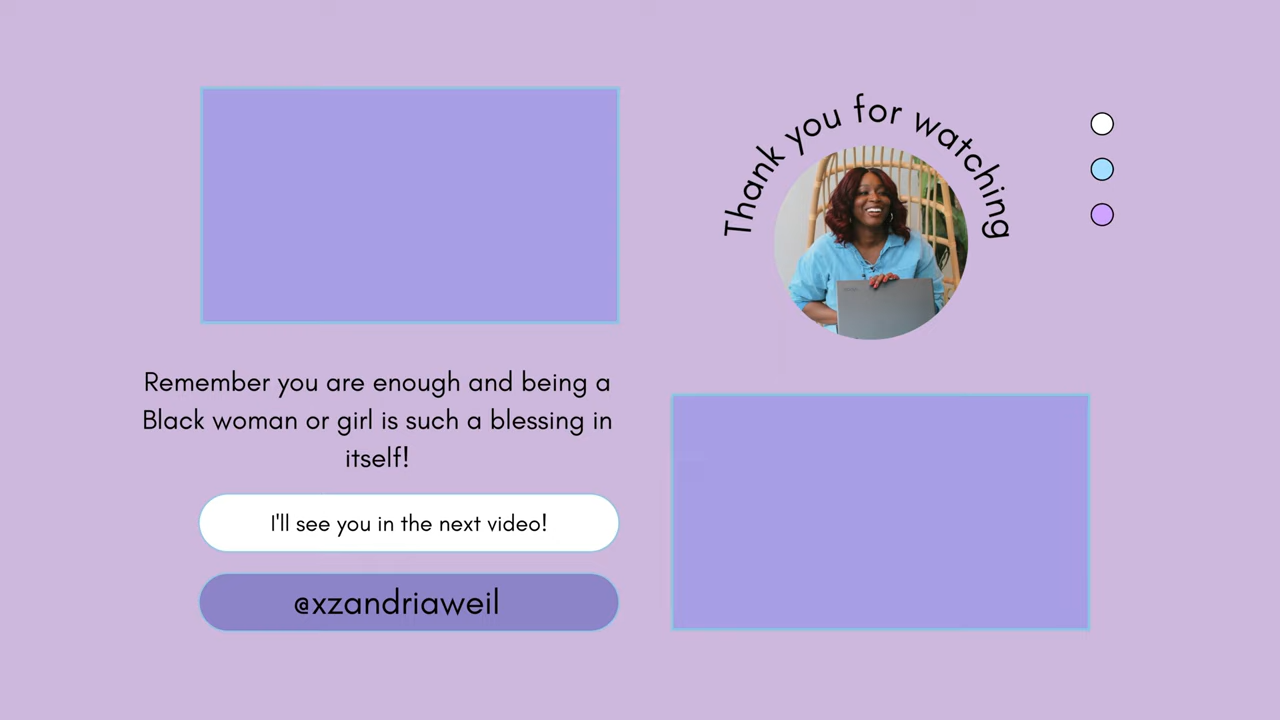 Thank you for watching
Remember you are enough and being a
Black woman or girl is such a blessing in
itself!
I'll see you in the next video!
@xzandriaweil